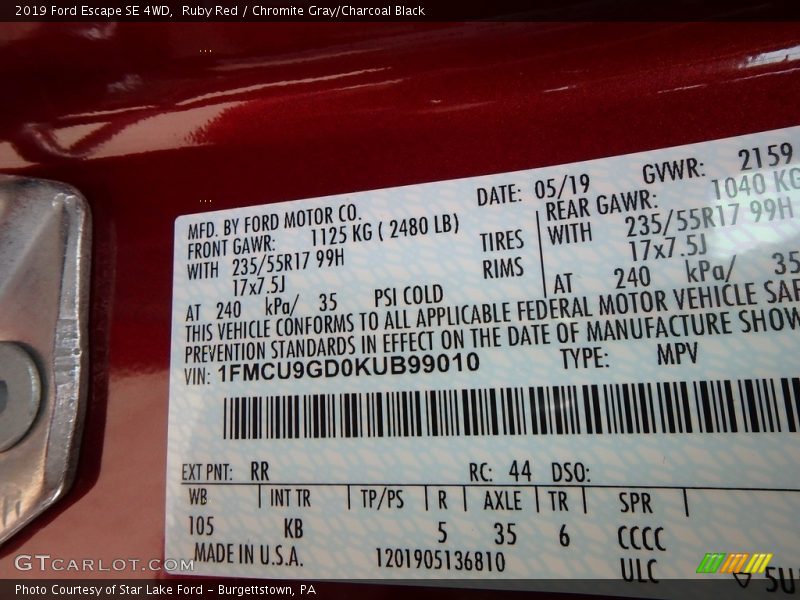 2019 Ford Escape SE 4WD,  Ruby Red / Chromite Gray/Charcoal Black
MFD. BY FORD MOTOR CO. DATE: 05/19 GVWR: 2159
FRONT GAWR: 1125 KG ( 2480 LB) REAR GAWR: 1040 KG
WITH 235/55R17 99H TIRES WITH 235/55R17 99H
17x7.5J RIMS 17x7.5J
AT 240 kPa/ 35 PSI COLD AT 240 kPa/ 35
THIS VEHICLE CONFORMS TO ALL APPLICABLE FEDERAL MOTOR VEHICLE SAF
PREVENTION STANDARDS IN EFFECT ON THE DATE OF MANUFACTURE SHOW
VIN: 1FMCU9GD0KUB99010 TYPE: MPV
EXT PNT: RR RC: 44 DSO:
WB INT TR TP/PS R AXLE TR SPR
105 KB 5 35 6 CCCC
MADE IN U.S.A. 1201905136810 ULC
5U
GTCARLOT.COM
Photo Courtesy of Star Lake Ford - Burgettstown, PA